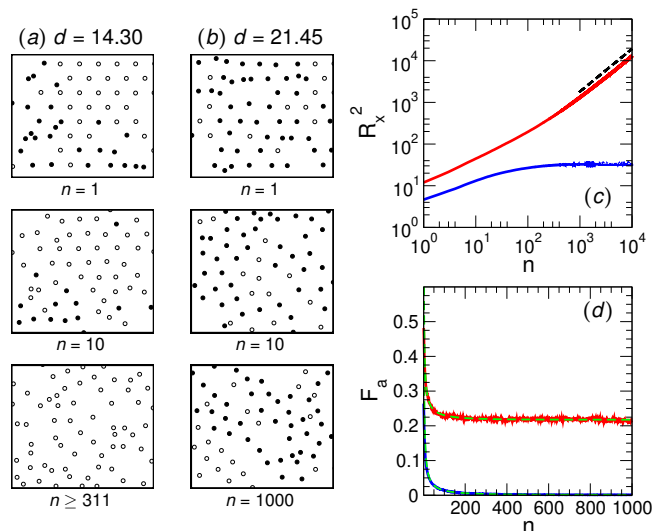 (a) d = 14.30
n = 1
n = 10
n ≥ 311
(b) d = 21.45
n = 1
n = 10
n = 1000
10^5
10^4
10^3
10^2
10^1
10^0
R_x^2
10^0 10^1 10^2 10^3 10^4
n
(c)
0.5
0.4
0.3
0.2
0.1
0
F_a
200 400 600 800 1000
n
(d)